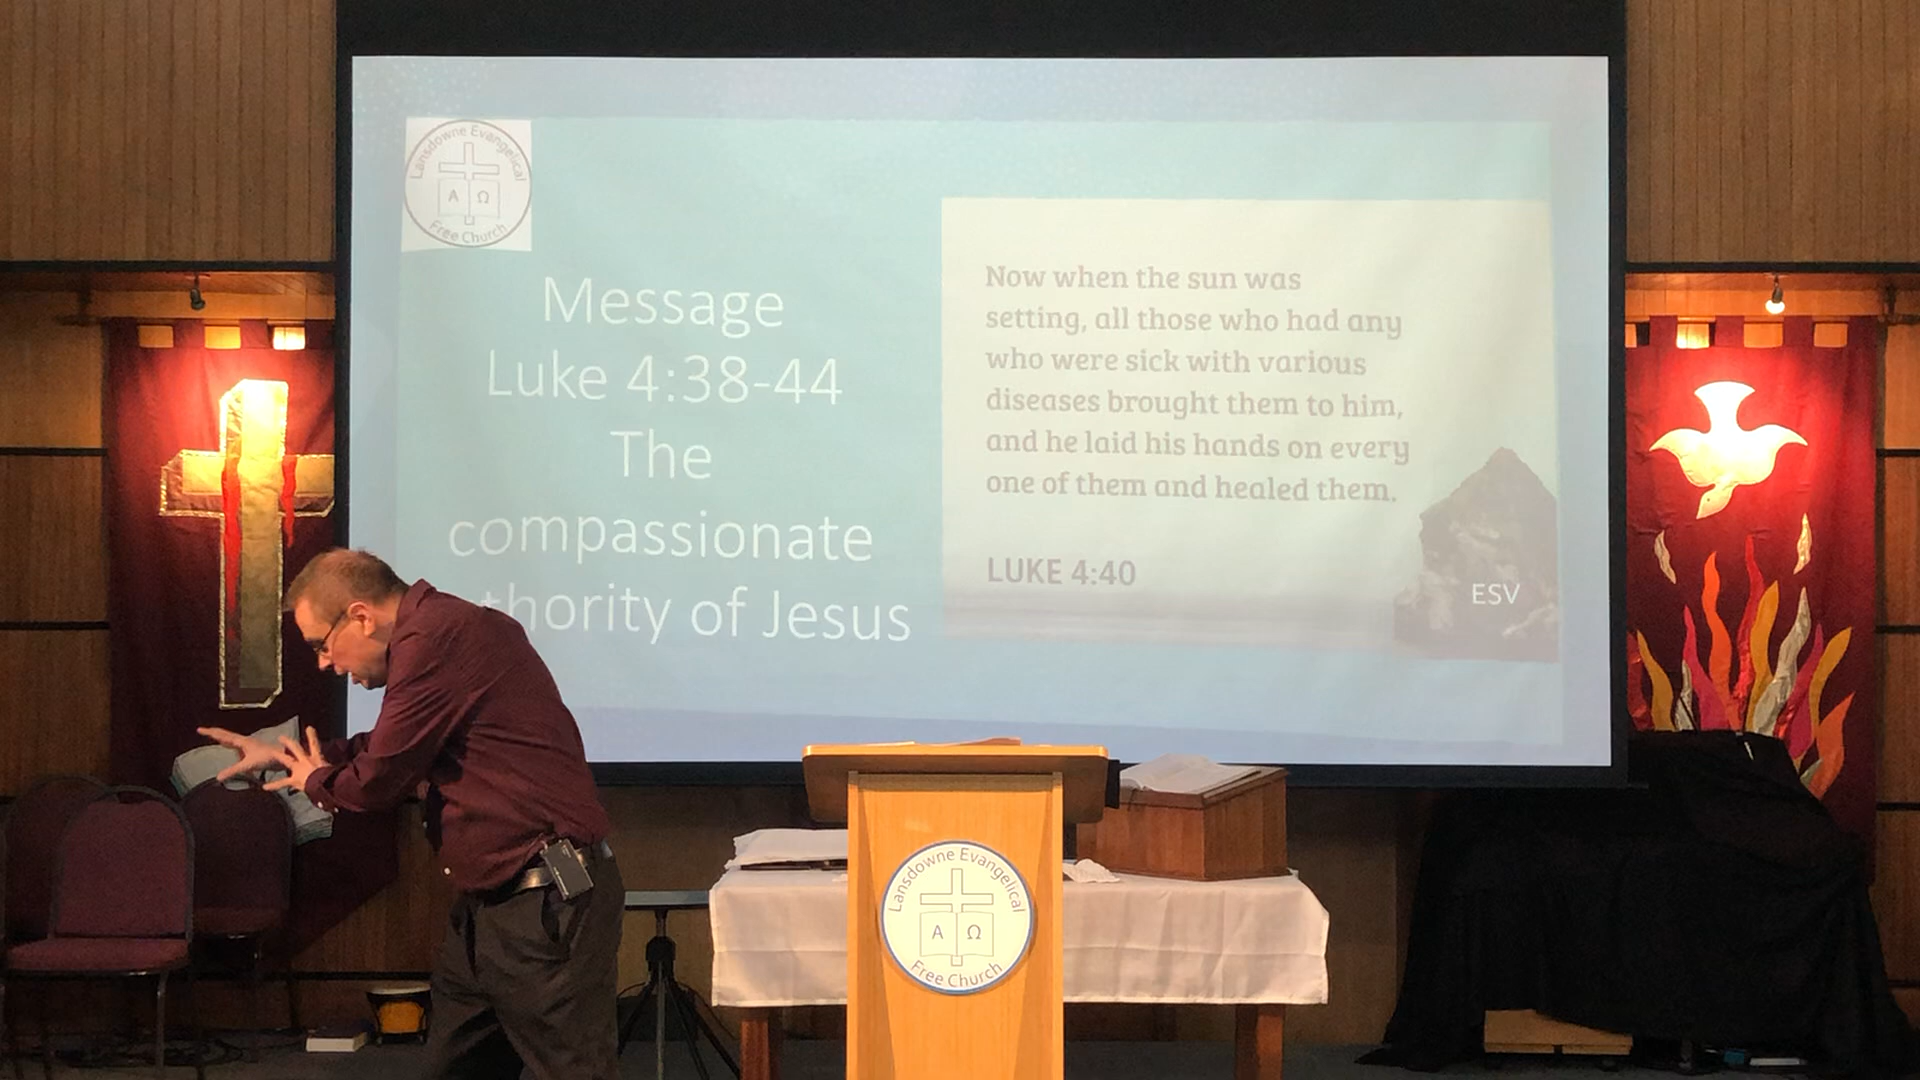 Lansdowne Evangelical
A Ω
Free Church
Message
Luke 4:38-44
The
compassionate
thority of Jesus
Now when the sun was
setting, all those who had any
who were sick with various
diseases brought them to him,
and he laid his hands on every
one of them and healed them.
LUKE 4:40
ESV
Lansdowne Evangelical
A Ω
Free Church